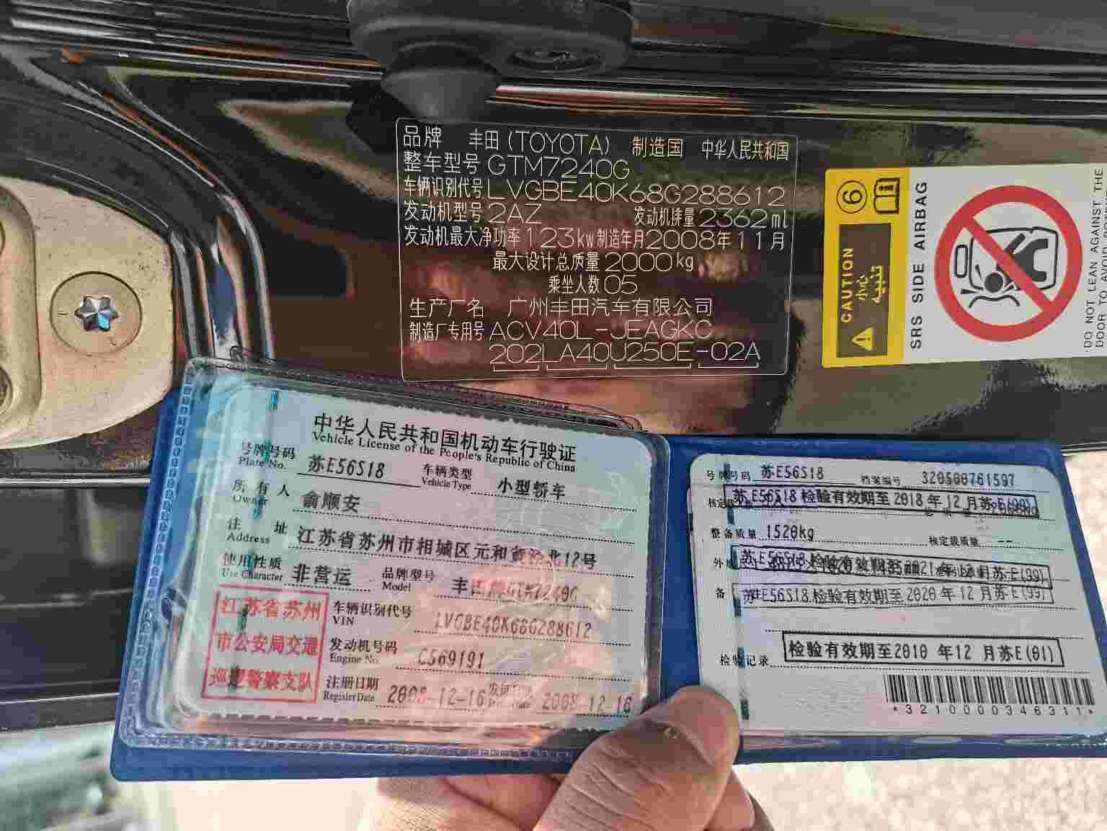 品牌 丰田(TOYOTA) 制造国 中华人民共和国
整车型号 GTM7240G
车辆识别代号 LVGBE40K68G288612
发动机型号 2AZ 发动机排量 2362ml
发动机最大净功率 123kw 制造年月 2008年11月
最大设计总质量 2000kg
乘坐人数 05
生产厂名 广州丰田汽车有限公司
制造厂专用号 ACV40L-JEAGKC
202LA40U250E-02A
CAUTION
SRS SIDE AIRBAG
DO NOT LEAN AGAINST THE
中华人民共和国机动车行驶证
Vehicle License of the People's Republic of China
号牌号码 苏E56S18 车辆类型 小型轿车
Plate No. Vehicle Type
所有人 俞顺安
Owner
住址 江苏省苏州市相城区元和 北12号
Address
使用性质 非营运 品牌型号
Use Character Model
江苏省苏州
市公安局交通
巡逻警察支队
车辆识别代号 LVGBE40K68G288612
VIN
发动机号码 C569191
Engine No.
注册日期 2008-12-16 发证日期 2008-12-16
Register Date
号牌号码 苏E56S18 档案编号 320500761597
苏E56S18 检验有效期至2018年12月苏E(99)
整备质量 1520kg 核定载质量 --
苏E56S18检验有效期至2020年12月苏E(99)
检验记录 检验有效期至2010年12月苏E(01)
*3210000346311*